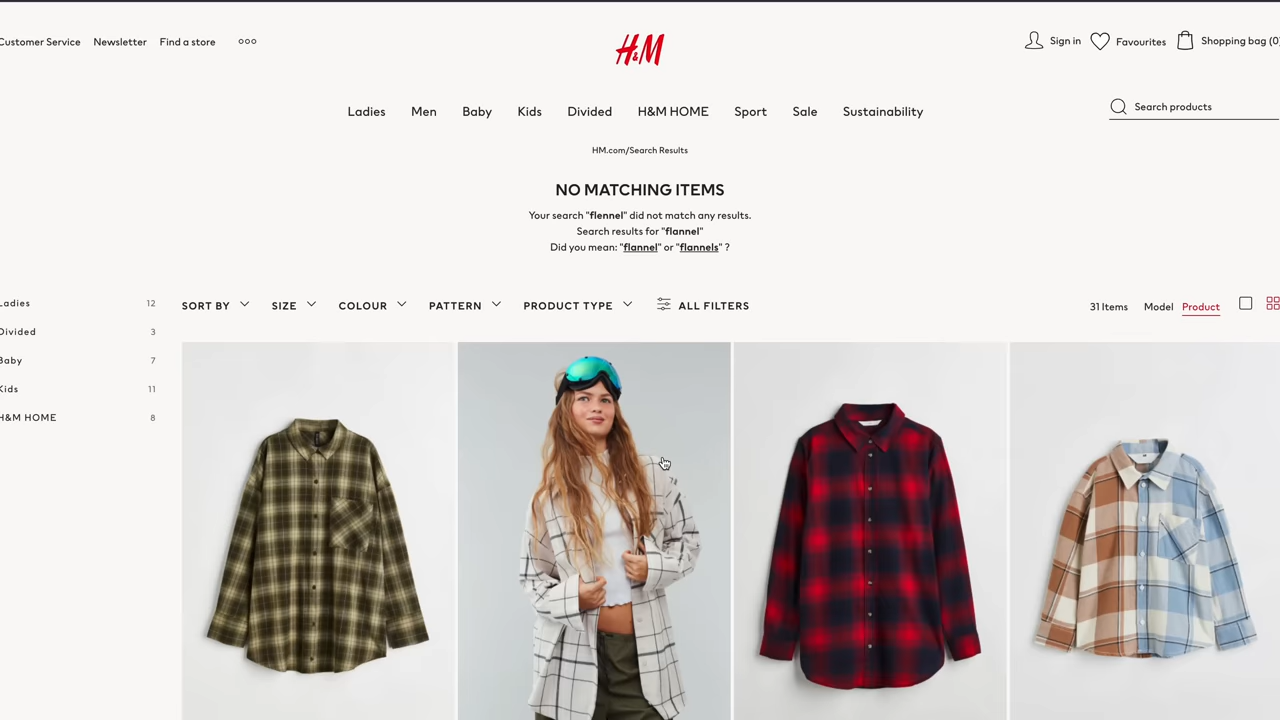 Customer Service Newsletter Find a store
H&M
Sign in Favourites Shopping bag (0)
Ladies Men Baby Kids Divided H&M HOME Sport Sale Sustainability
Search products
HM.com/Search Results
NO MATCHING ITEMS
Your search "flennel" did not match any results.
Search results for "flannel"
Did you mean: "flannel" or "flannels" ?
Ladies 12
Divided 3
Baby 7
Kids 11
H&M HOME 8
SORT BY SIZE COLOUR PATTERN PRODUCT TYPE ALL FILTERS
31 Items Model Product